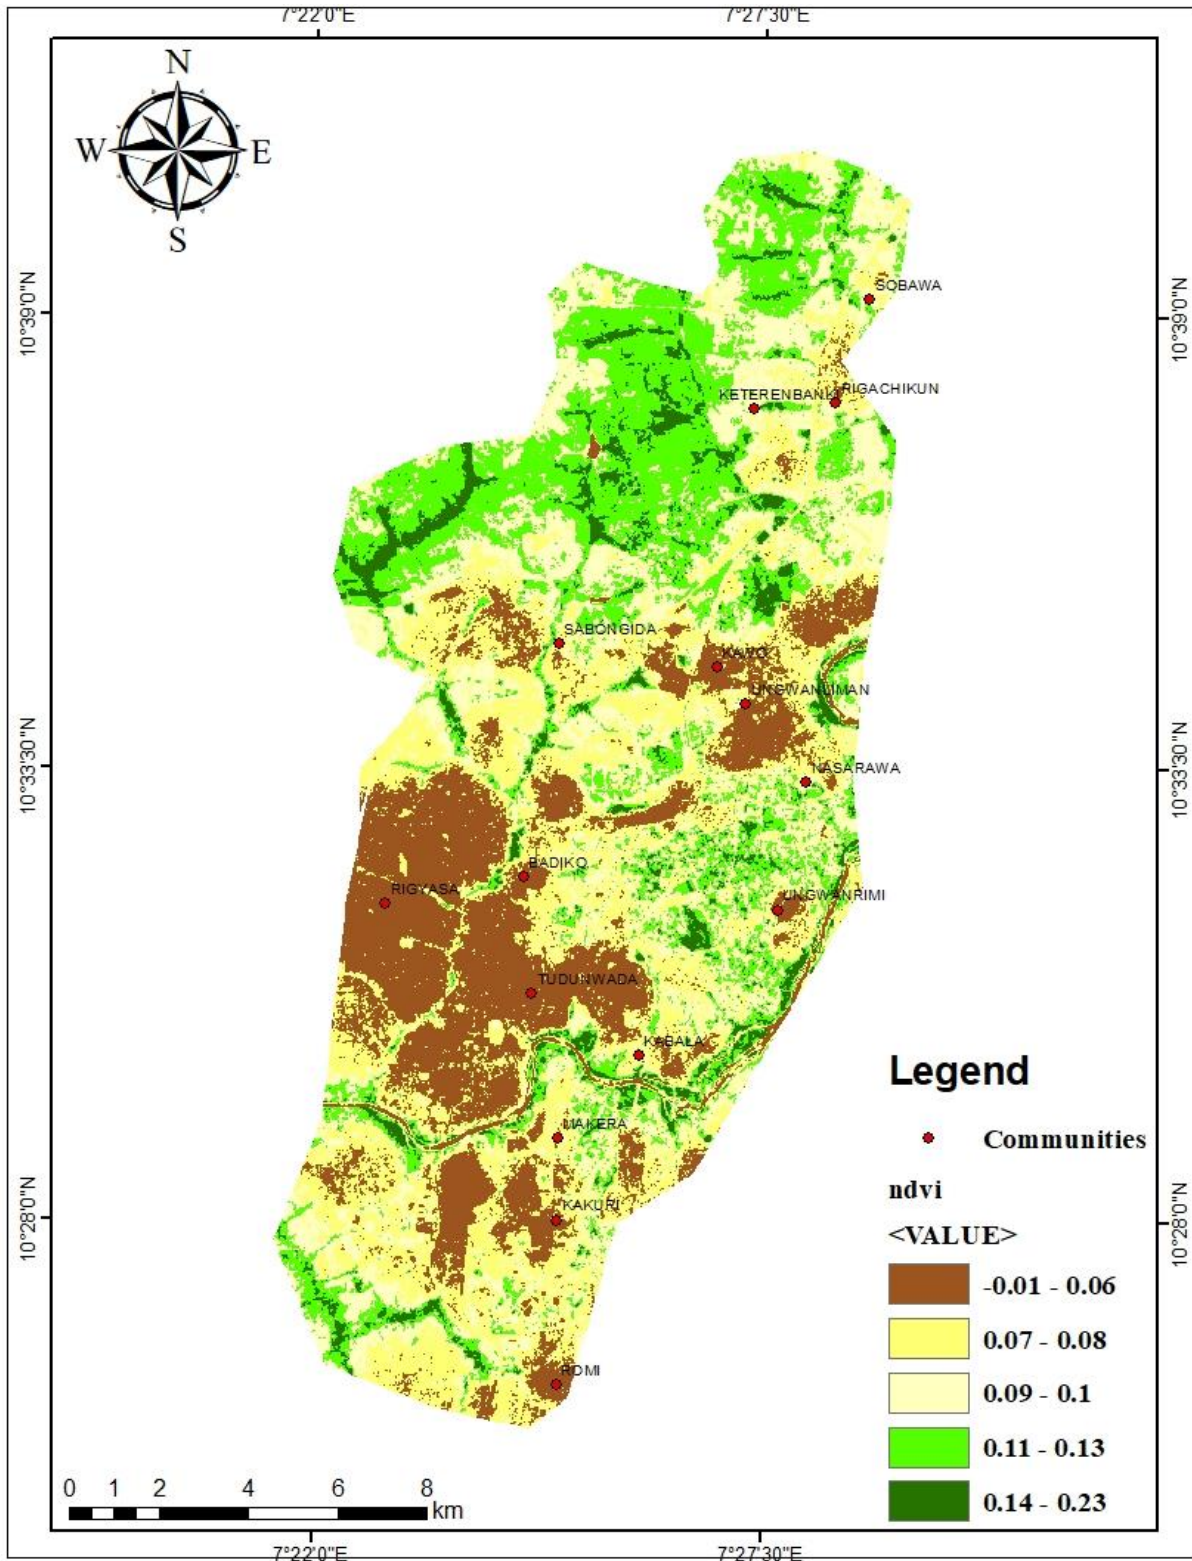 7°22'0"E
7°27'30"E
N
W
E
S
10°39'0"N
10°39'0"N
SOBAWA
KETERENBANKI
RIGACHIKUN
SABONGIDA
KAWO
UNGWANLIMAN
10°33'30"N
10°33'30"N
NASARAWA
BADIKO
RIGYASA
UNGWANRIMI
TUDUNWADA
KABALA
MAKERA
10°28'0"N
10°28'0"N
KAKURI
ROMI
Legend
Communities
ndvi
<VALUE>
-0.01 - 0.06
0.07 - 0.08
0.09 - 0.1
0.11 - 0.13
0.14 - 0.23
0 1 2 4 6 8
km
7°22'0"E
7°27'30"E